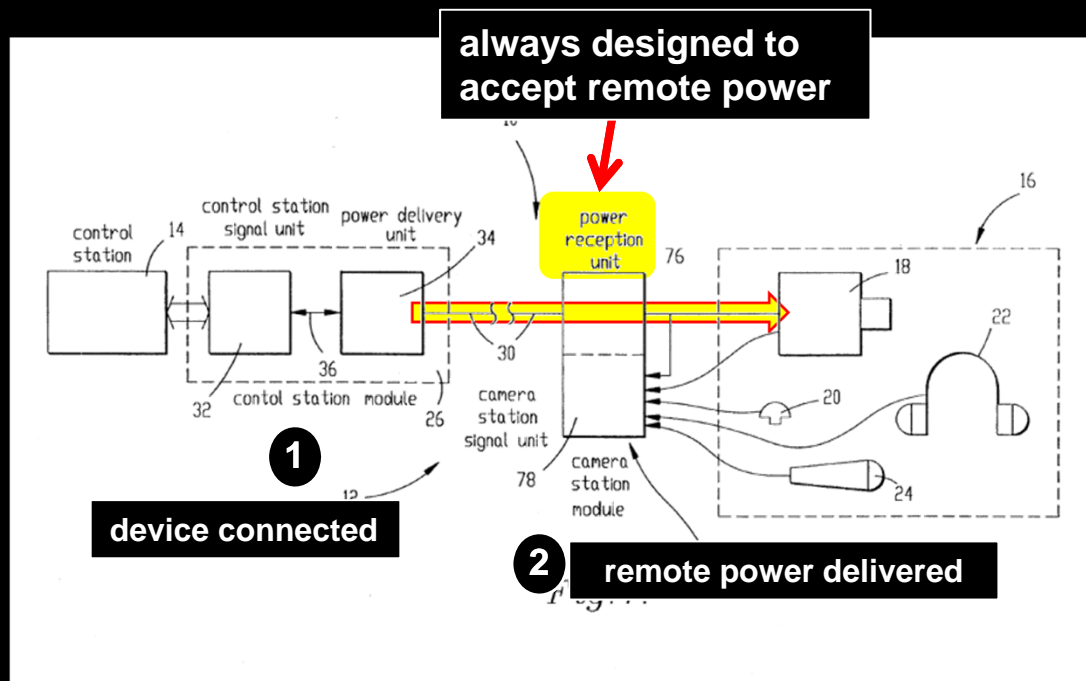 always designed to
accept remote power
16
control station
signal unit
power delivery
unit
power
reception
unit
control
station
14
34
76
18
22
36
30
32
contol station module
26
camera
station
signal unit
20
1
78
camera
station
module
24
12
device connected
2
remote power delivered